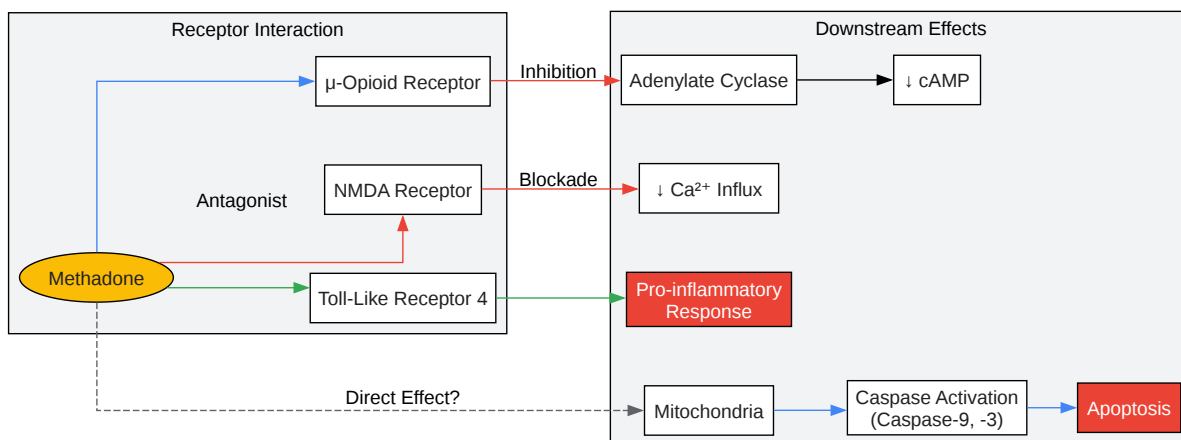 Receptor Interaction
Downstream Effects
μ-Opioid Receptor
Inhibition
Adenylate Cyclase
↓ cAMP
Antagonist
NMDA Receptor
Blockade
↓ Ca²⁺ Influx
Methadone
Toll-Like Receptor 4
Pro-inflammatory
Response
Direct Effect?
Mitochondria
Caspase Activation
(Caspase-9, -3)
Apoptosis